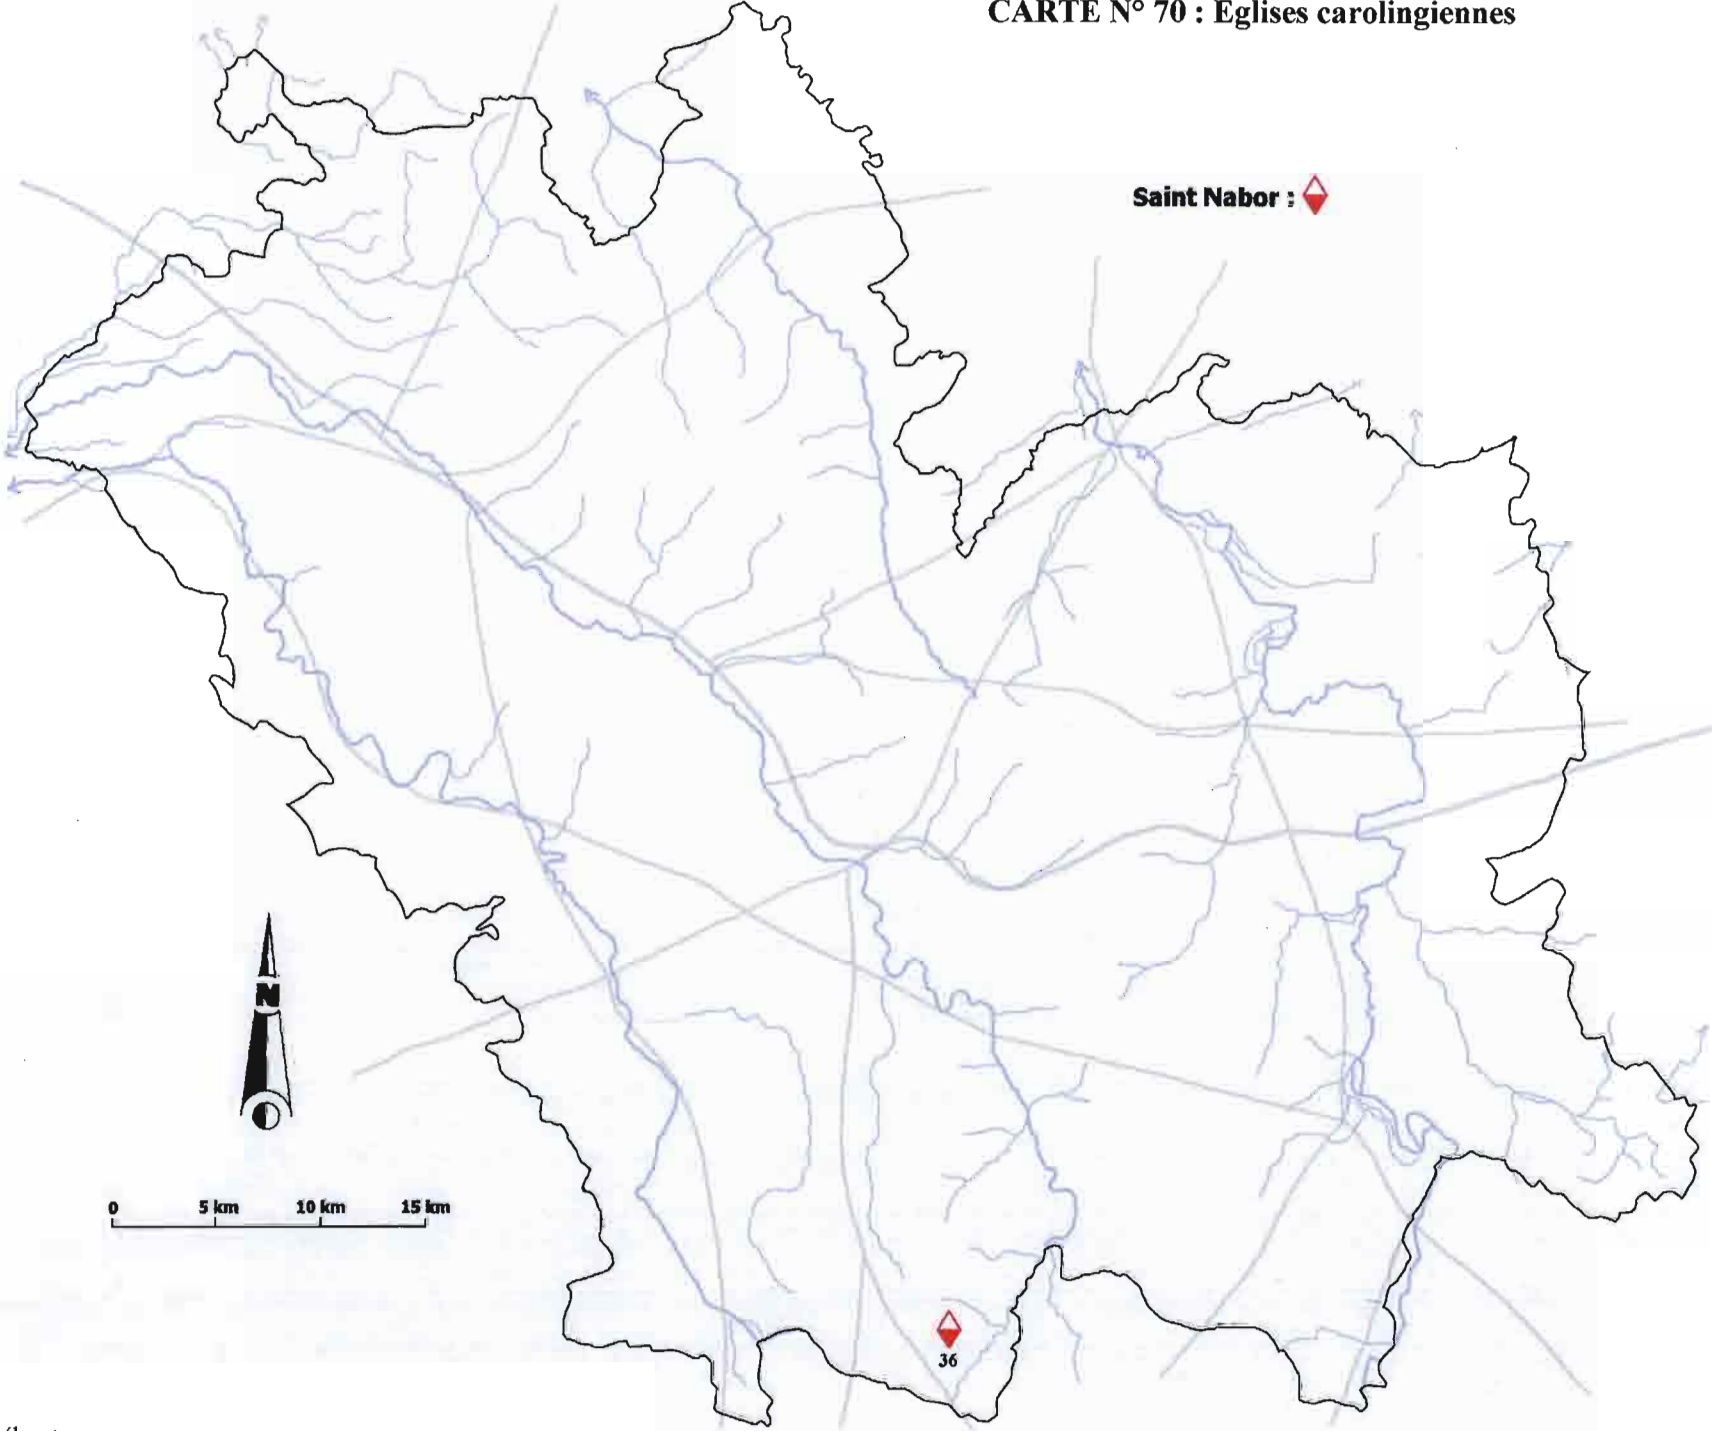 CARTE N° 70 : Eglises carolingiennes
Saint Nabor :
N
0 5 km 10 km 15 km
36